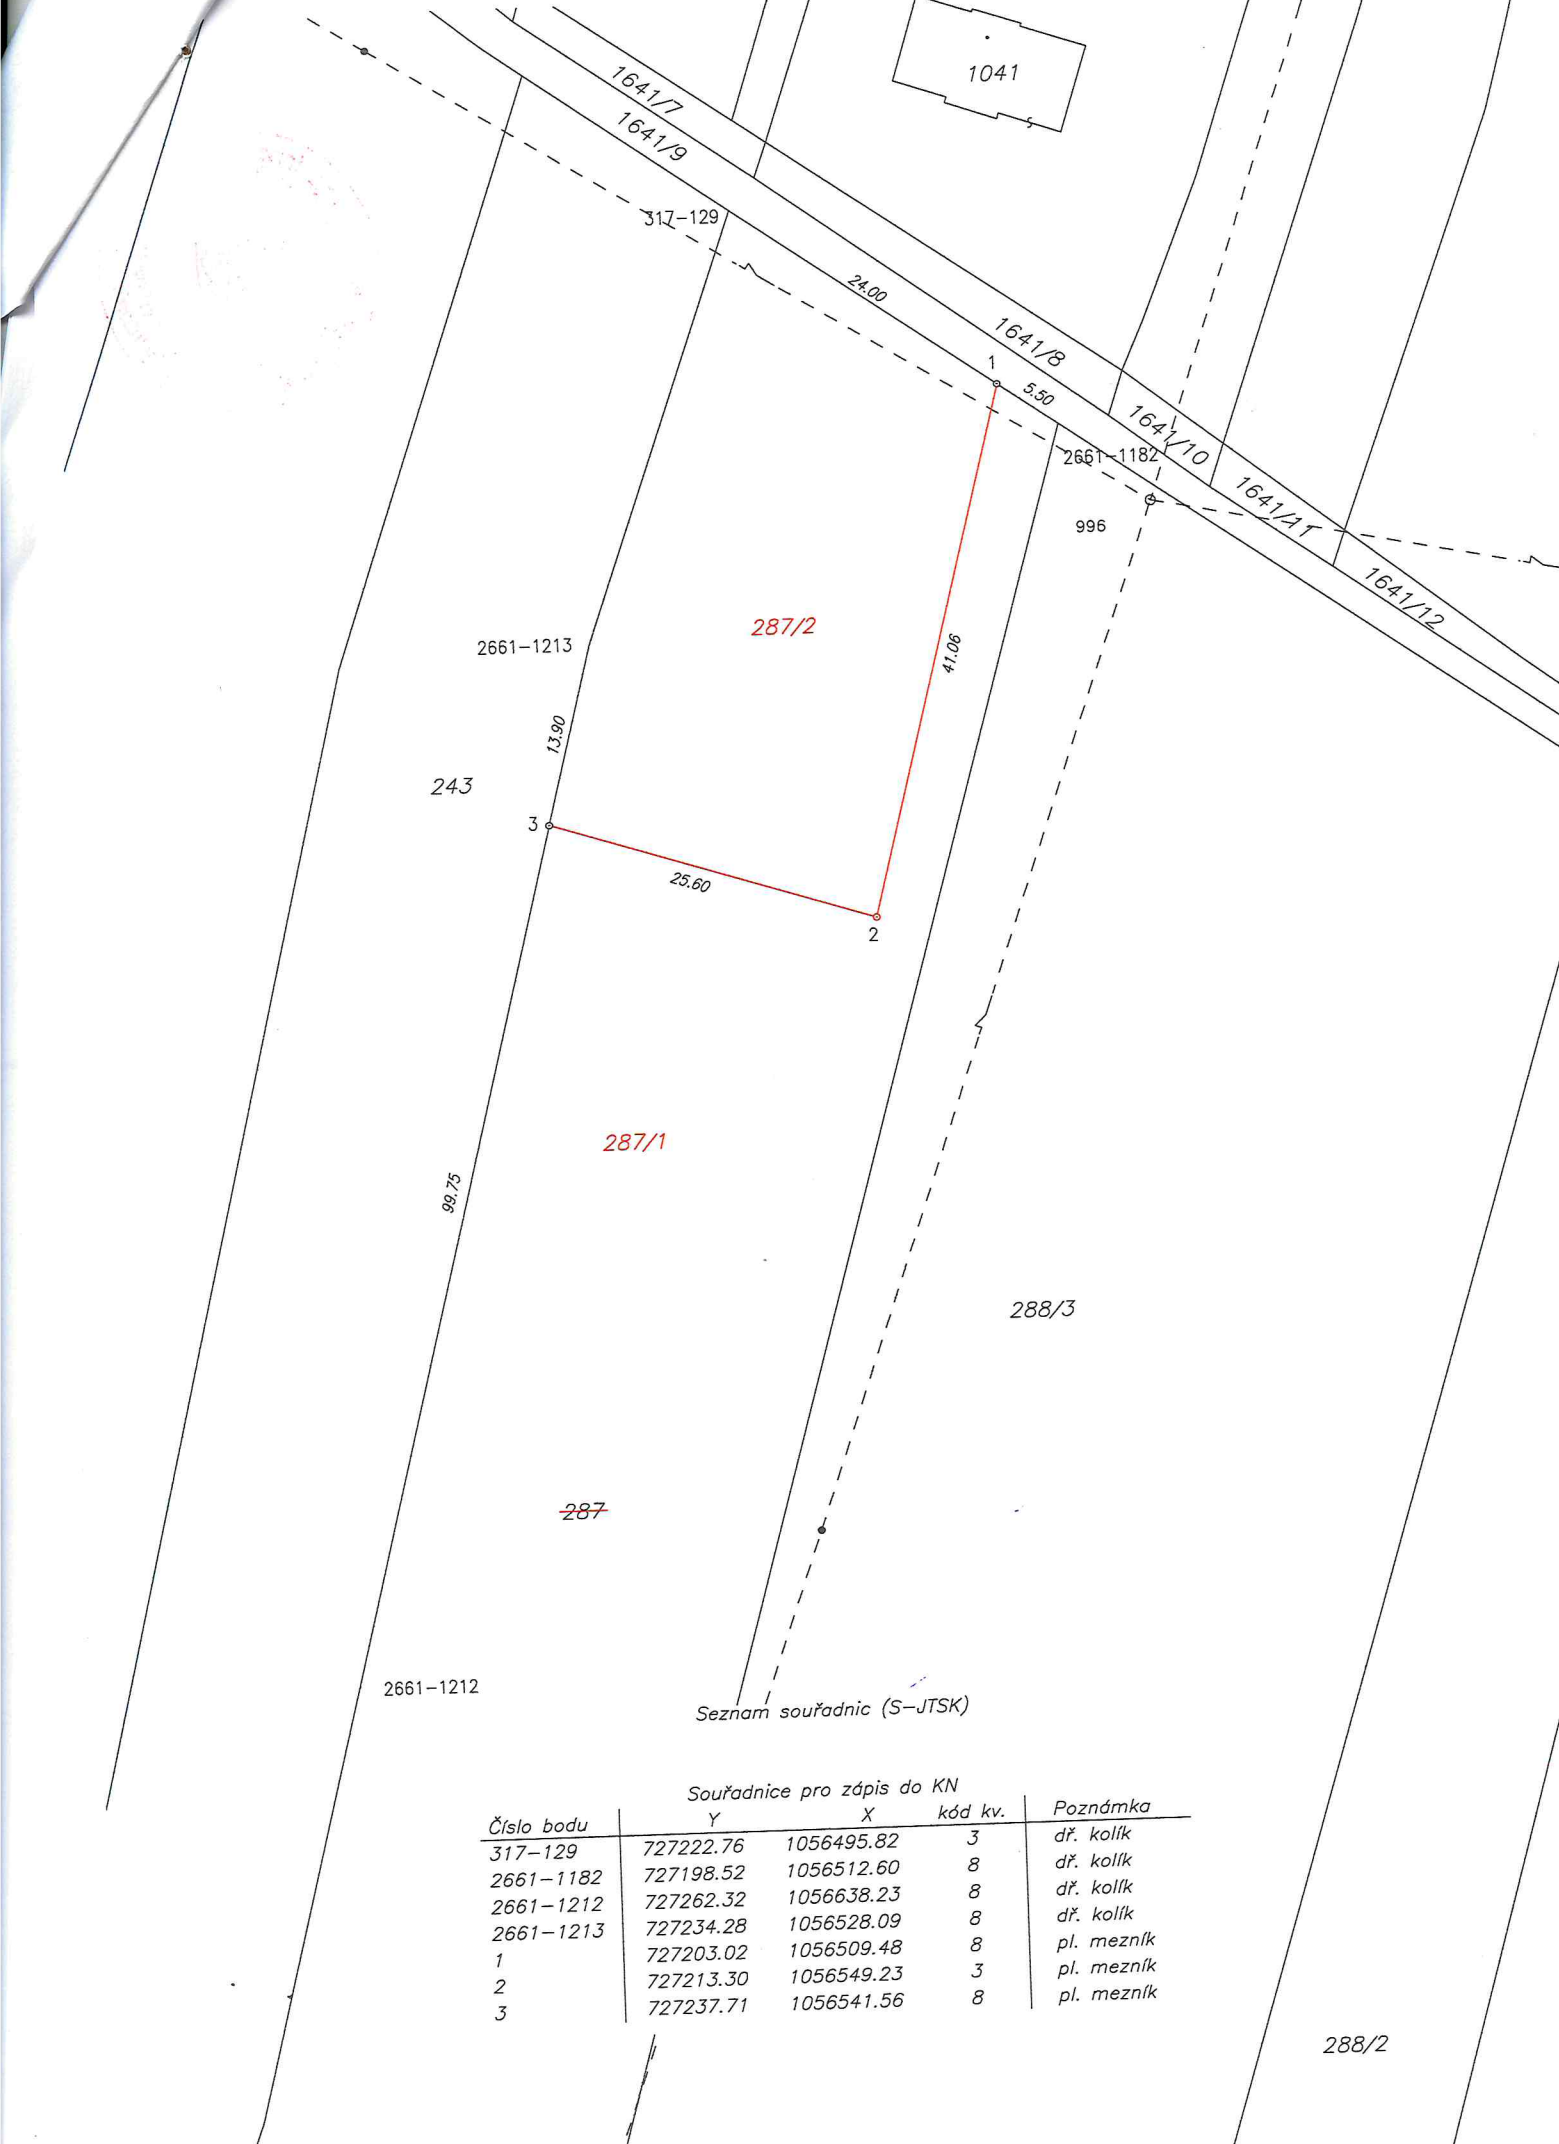 1041
1641/7
1641/9
317-129
24.00
1641/8
1
5.50
1641/10
2661-1182
1641/11
996
1641/12
287/2
2661-1213
41.06
13.90
243
3
25.60
2
287/1
99.75
288/3
287
2661-1212
Seznam souřadnic (S-JTSK)
Souřadnice pro zápis do KN
Číslo bodu Y X kód kv. Poznámka
317-129 727222.76 1056495.82 3 dř. kolík
2661-1182 727198.52 1056512.60 8 dř. kolík
2661-1212 727262.32 1056638.23 8 dř. kolík
2661-1213 727234.28 1056528.09 8 dř. kolík
1 727203.02 1056509.48 8 pl. mezník
2 727213.30 1056549.23 3 pl. mezník
3 727237.71 1056541.56 8 pl. mezník
288/2